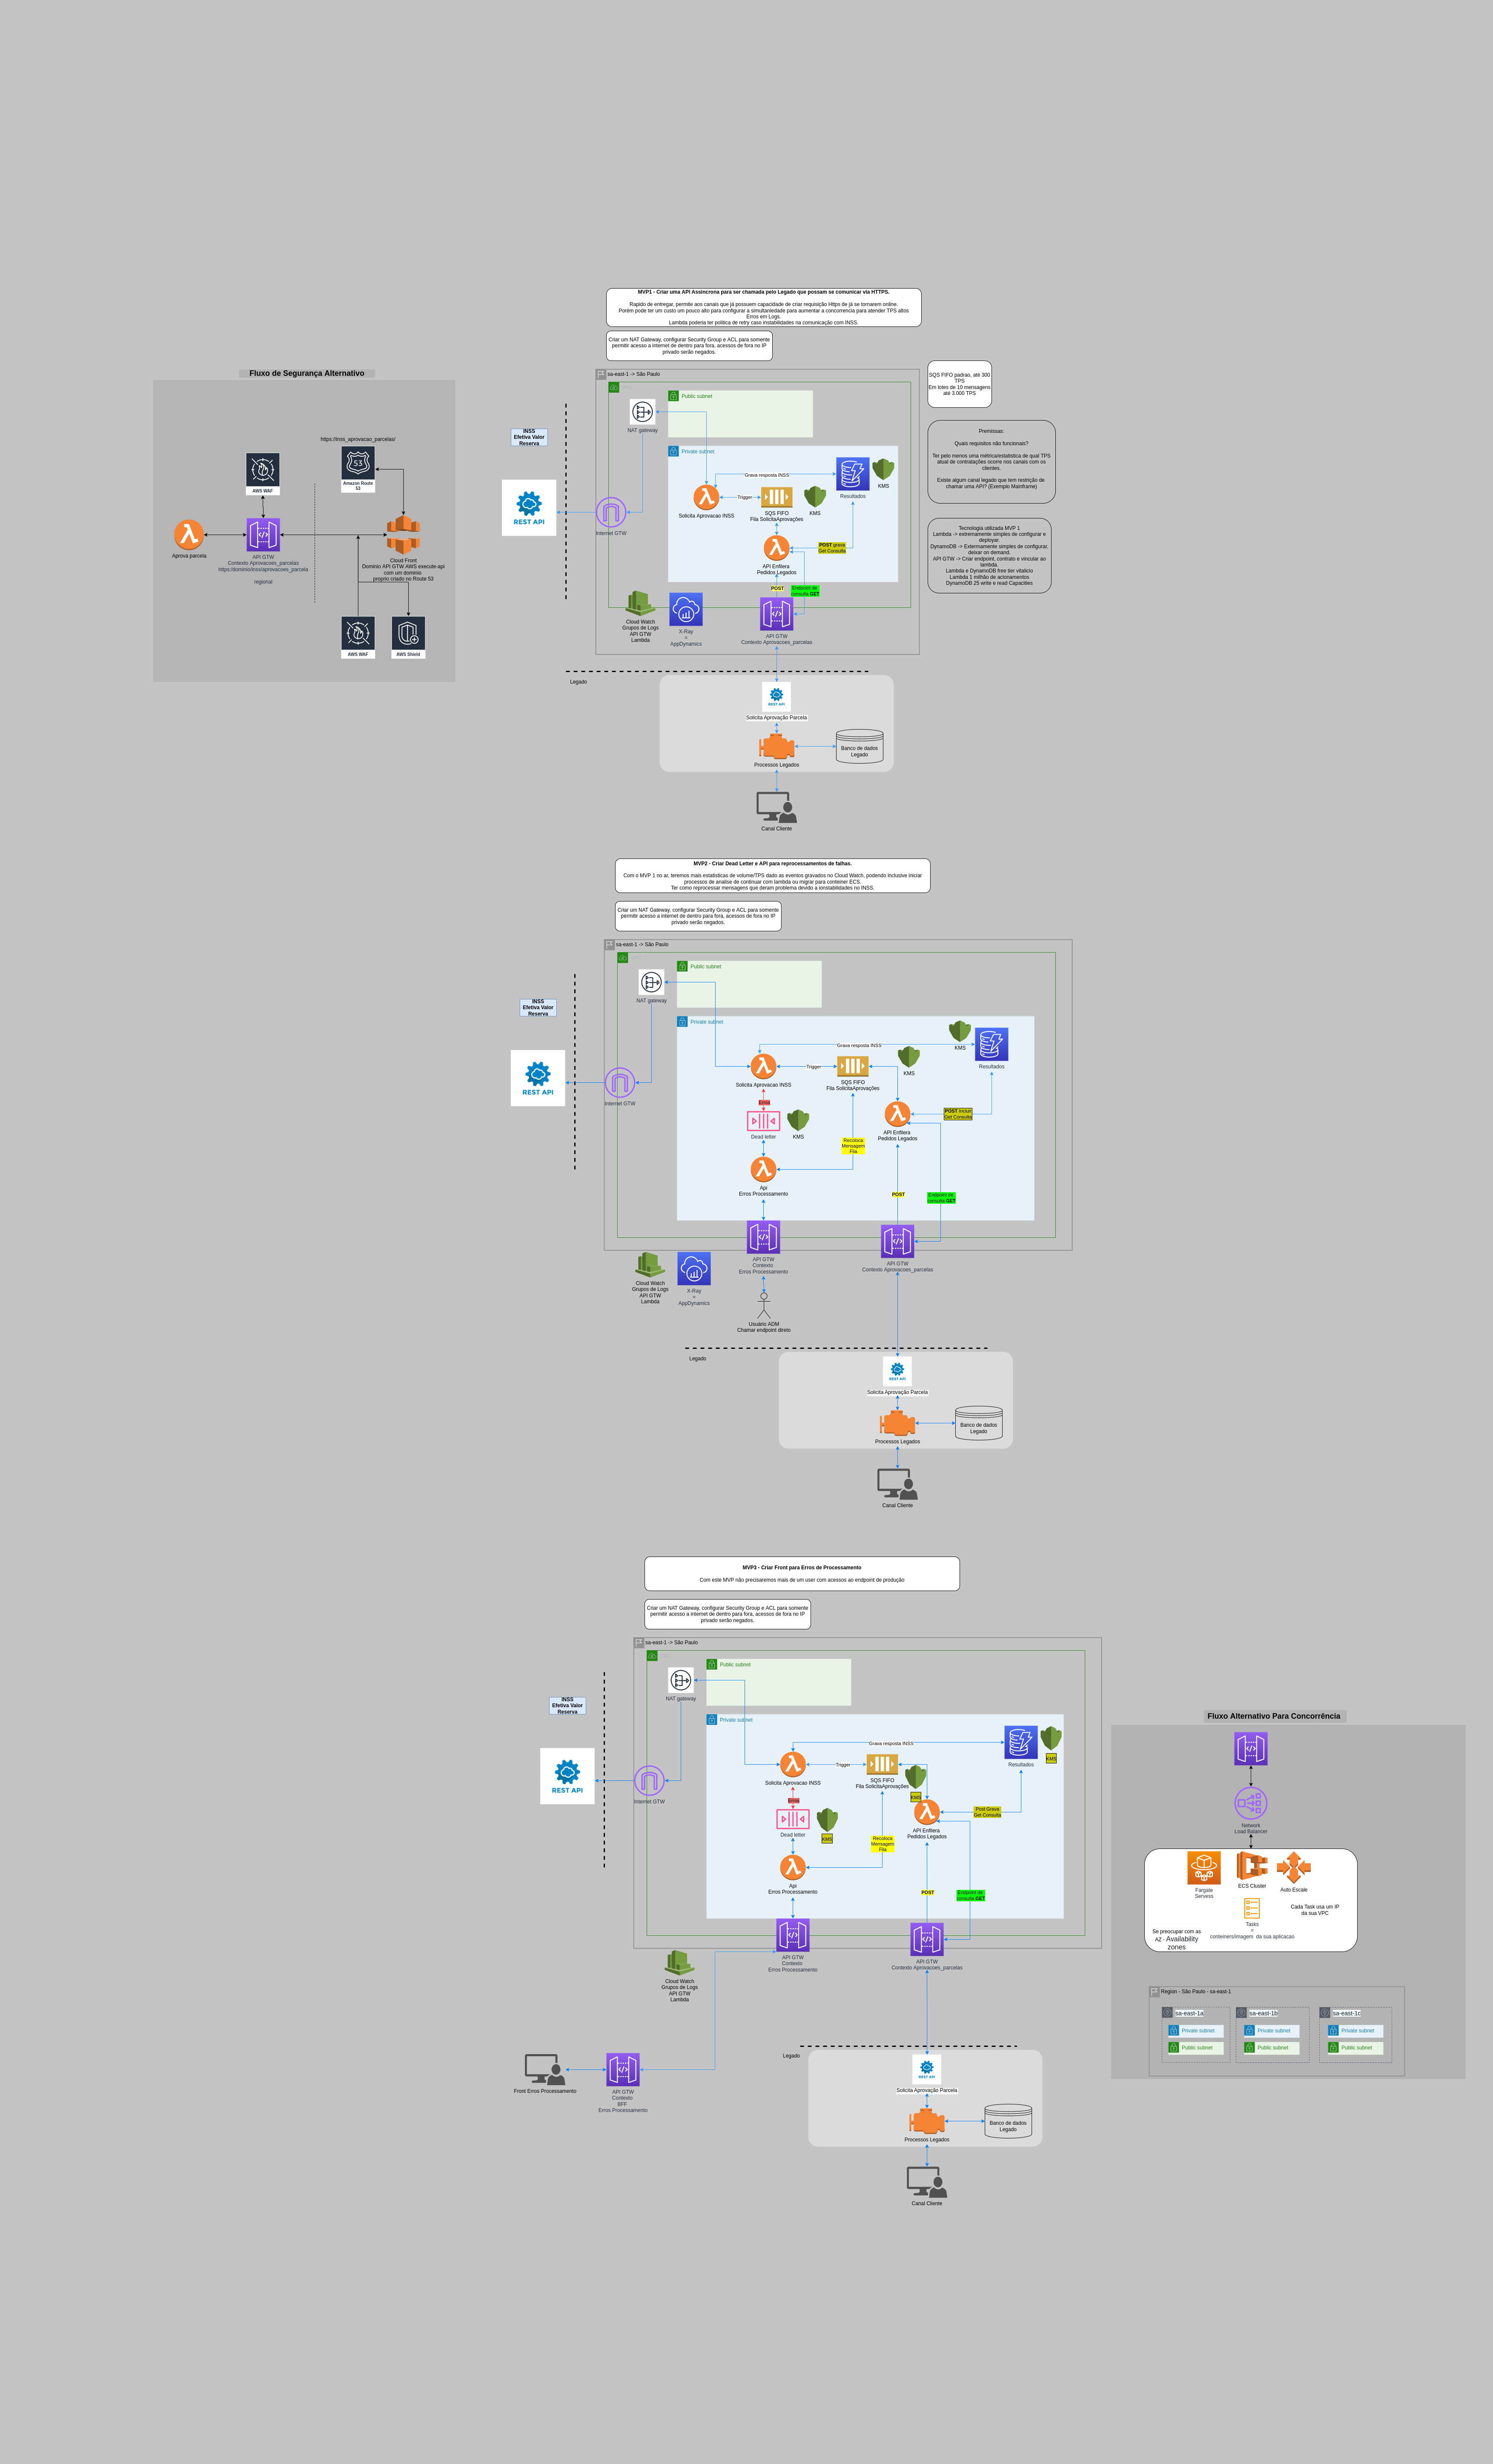 MVP1 - Criar uma API Assíncrona para ser chamada pelo Legado que possam se comunicar via HTTPS.
Rapido de entregar, permite aos canais que já possuem capacidade de criar requisição Https de já se tornarem online.
Porém pode ter um custo um pouco alto para configurar a simultaniedade para aumentar a concorrencia para atender TPS altos
Erros em Logs.
Lambda poderia ter politica de retry caso instabilidades na comunicação com INSS.
Criar um NAT Gateway, configurar Security Group e ACL para somente
permitir acesso a internet de dentro para fora, acessos de fora no IP
privado serão negados.
Fluxo de Segurança Alternativo
https://inss_aprovacao_parcelas/
AWS WAF
Amazon Route
53
Aprova parcela
API GTW
Contexto Aprovacoes_parcelas
https://dominio/inss/aprovacoes_parcela
regional
Cloud Front
Dominio API GTW AWS execute-api
com um dominio
proprio criado no Route 53
AWS WAF
AWS Shield
INSS
Efetiva Valor
Reserva
REST API
sa-east-1 -> São Paulo
Public subnet
NAT gateway
Private subnet
Grava resposta INSS
Trigger
Solicita Aprovacao INSS
SQS FIFO
Fila SolicitaAprovações
KMS
Resultados
KMS
Internet GTW
API Enfilera
Pedidos Legados
POST grava
Get Consulta
POST
Endpoint de
consulta GET
Cloud Watch
Grupos de Logs
API GTW
Lambda
X-Ray
=
AppDynamics
API GTW
Contexto Aprovacoes_parcelas
SQS FIFO padrao, até 300
TPS
Em lotes de 10 mensagens
até 3.000 TPS
Premissas:
Quais requisitos não funcionais?
Ter pelo menos uma métrica/estatistica de qual TPS
atual de contratações ocorre nos canais com os
clientes.
Existe algum canal legado que tem restrição de
chamar uma API? (Exemplo Mainframe)
Tecnologia utilizada MVP 1
Lambda -> extremamente simples de configurar e
deployar.
DynamoDB -> Externamente simples de configurar,
deixar on demand.
API GTW -> Criar endpoint, contrato e vincular ao
lambda.
Lambda e DynamoDB free tier vitalicio
Lambda 1 milhão de acionamentos
DynamoDB 25 write e read Capacities
Legado
REST API
Solicita Aprovação Parcela
Processos Legados
Banco de dados
Legado
Canal Cliente
MVP2 - Criar Dead Letter e API para reprocessamentos de falhas.
Com o MVP 1 no ar, teremos mais estatisticas de volume/TPS dado as eventos gravados no Cloud Watch, podendo inclusive iniciar
processos de analise de continuar com lambda ou migrar para conteiner ECS.
Ter como reprocessar mensagens que deram problema devido a ionstabilidades no INSS.
Criar um NAT Gateway, configurar Security Group e ACL para somente
permitir acesso a internet de dentro para fora, acessos de fora no IP
privado serão negados.
sa-east-1 -> São Paulo
Public subnet
NAT gateway
INSS
Efetiva Valor
Reserva
REST API
Internet GTW
Private subnet
Grava resposta INSS
Trigger
Solicita Aprovacao INSS
SQS FIFO
Fila SolicitaAprovações
KMS
KMS
Resultados
Erros
Dead letter
KMS
API Enfilera
Pedidos Legados
POST Incluir
Get Consulta
Recoloca
Mensagem
Fila
Api
Erros Processamento
POST
Endpoint de
consulta GET
API GTW
Contexto
Erros Processamento
API GTW
Contexto Aprovacoes_parcelas
Cloud Watch
Grupos de Logs
API GTW
Lambda
X-Ray
=
AppDynamics
Usuário ADM
Chamar endpoint direto
Legado
REST API
Solicita Aprovação Parcela
Processos Legados
Banco de dados
Legado
Canal Cliente
MVP3 - Criar Front para Erros de Processamento
Com este MVP não precisaremos mais de um user com acessos ao endpoint de produção
Criar um NAT Gateway, configurar Security Group e ACL para somente
permitir acesso a internet de dentro para fora, acessos de fora no IP
privado serão negados.
sa-east-1 -> São Paulo
Public subnet
NAT gateway
INSS
Efetiva Valor
Reserva
REST API
Internet GTW
Private subnet
Grava resposta INSS
Trigger
Solicita Aprovacao INSS
SQS FIFO
Fila SolicitaAprovações
KMS
Resultados
KMS
Erros
Dead letter
KMS
API Enfilera
Pedidos Legados
Post Grava
Get Consulta
Recoloca
Mensagem
Fila
Api
Erros Processamento
POST
Endpoint de
consulta GET
API GTW
Contexto
Erros Processamento
API GTW
Contexto Aprovacoes_parcelas
Cloud Watch
Grupos de Logs
API GTW
Lambda
Front Erros Processamento
API GTW
Contexto
BFF
Erros Processamento
Legado
REST API
Solicita Aprovação Parcela
Processos Legados
Banco de dados
Legado
Canal Cliente
Fluxo Alternativo Para Concorrência
Network
Load Balancer
Fargate
Servess
ECS Cluster
Auto Escale
Tasks
=
conteiners/imagem da sua aplicacao
Cada Task usa um IP
da sua VPC
Se preocupar com as
AZ - Availability
zones
Region - São Paulo - sa-east-1
sa-east-1a
sa-east-1b
sa-east-1c
Private subnet
Private subnet
Private subnet
Public subnet
Public subnet
Public subnet